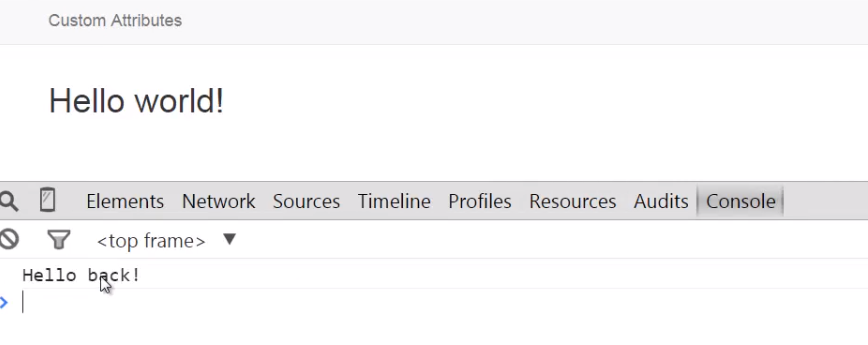 Custom Attributes
Hello world!
Elements Network Sources Timeline Profiles Resources Audits Console
<top frame> ▼
Hello back!
>